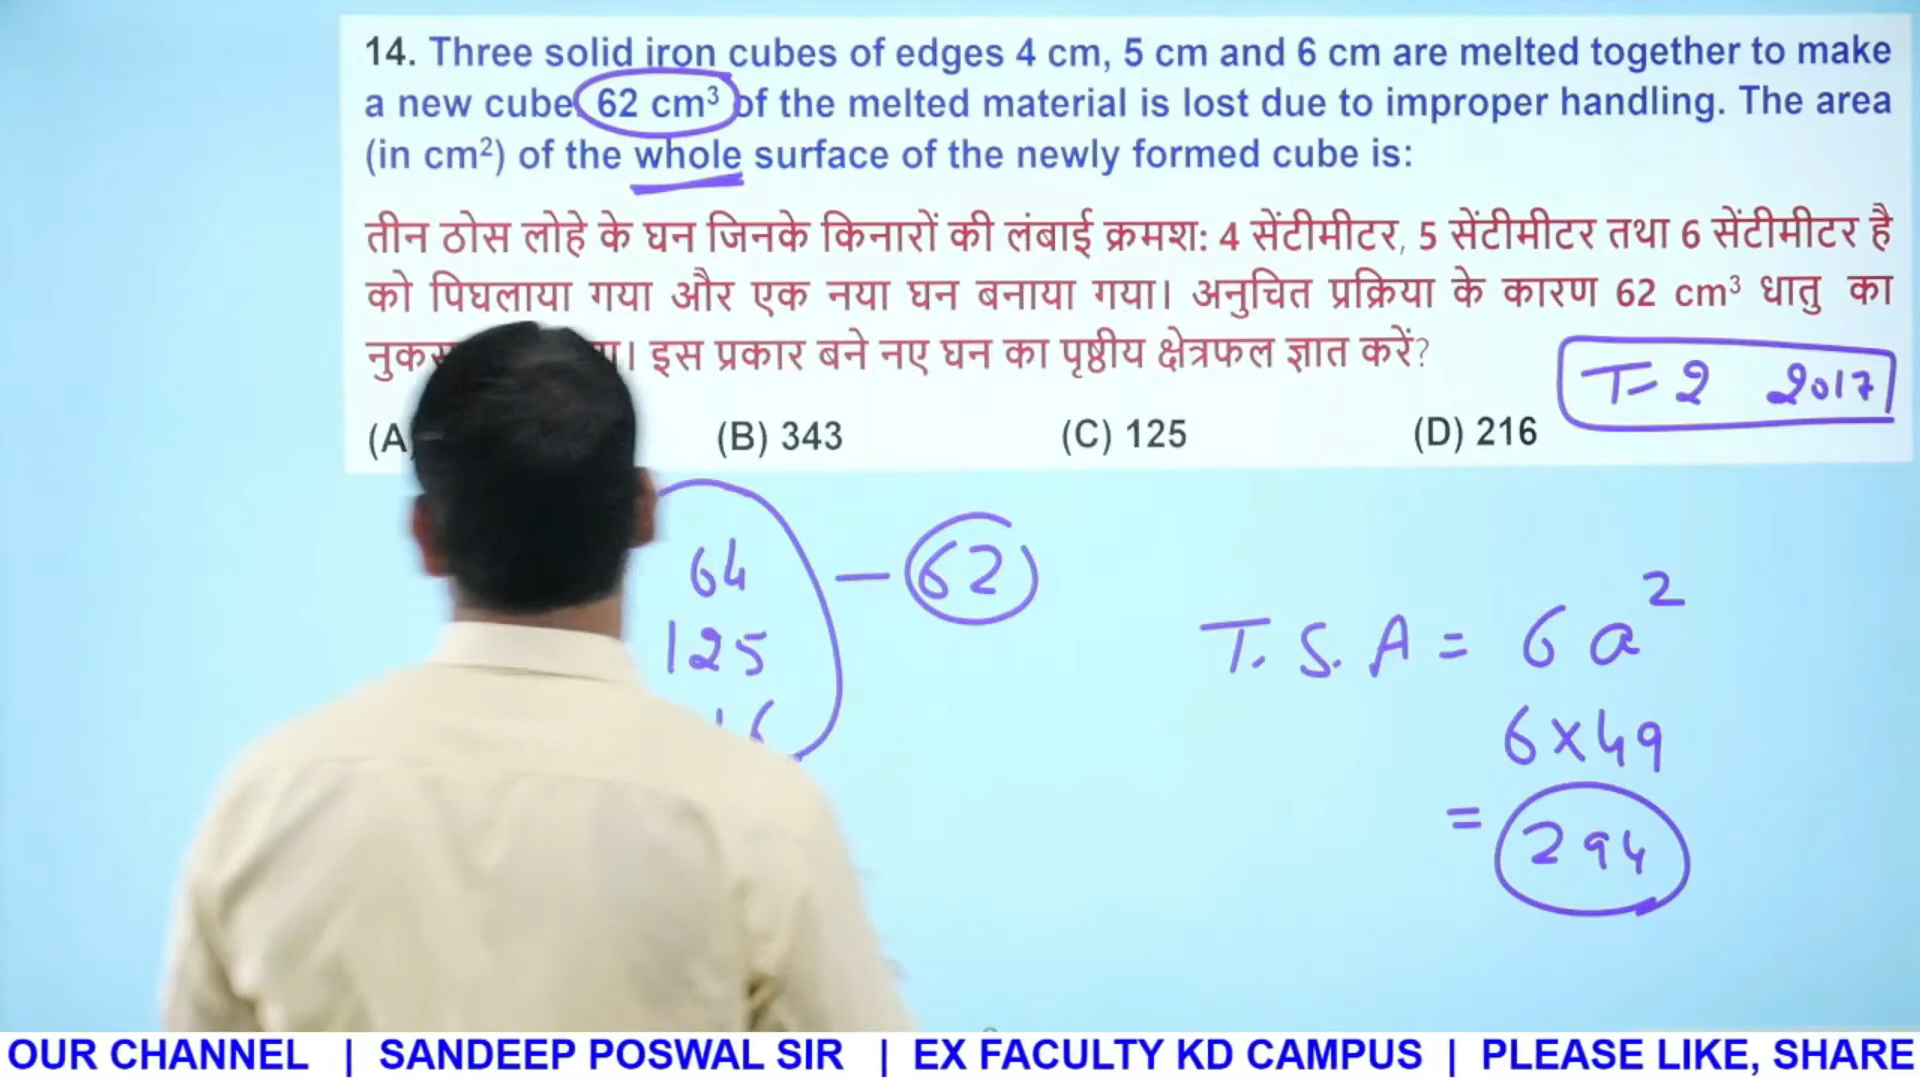 14. Three solid iron cubes of edges 4 cm, 5 cm and 6 cm are melted together to make
a new cube. 62 cm³ of the melted material is lost due to improper handling. The area
(in cm²) of the whole surface of the newly formed cube is:
तीन ठोस लोहे के घन जिनके किनारों की लंबाई क्रमश: 4 सेंटीमीटर, 5 सेंटीमीटर तथा 6 सेंटीमीटर है
को पिघलाया गया और एक नया घन बनाया गया। अनुचित प्रक्रिया के कारण 62 cm³ धातु का
इस प्रकार बने नए घन का पृष्ठीय क्षेत्रफल ज्ञात करें?
T-2 2017
(A) (B) 343 (C) 125 (D) 216
64 - 62
125
T.S.A = 6a²
6×49
= 294
OUR CHANNEL | SANDEEP POSWAL SIR | EX FACULTY KD CAMPUS | PLEASE LIKE, SHARE